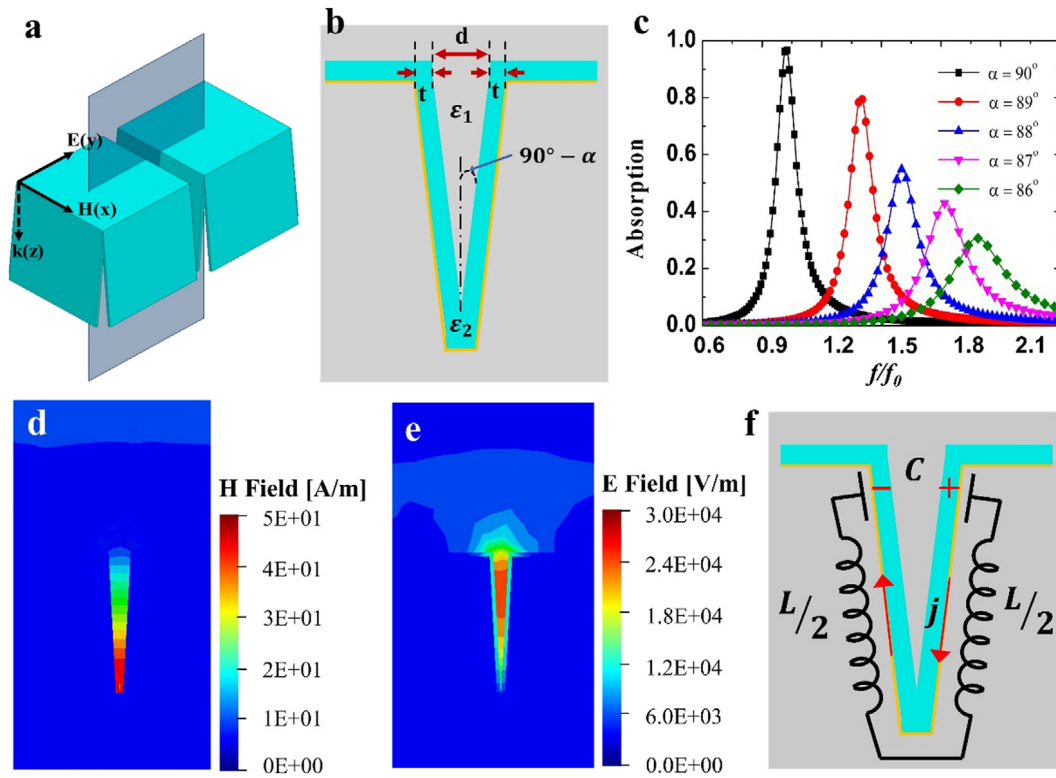 a
E(y)
H(x)
k(z)
b
d
t
t
ε₁
90° − α
ε₂
c
Absorption
1.0
0.8
0.6
0.4
0.2
0.0
0.6
0.9
1.2
1.5
1.8
2.1
f/f₀
α = 90°
α = 89°
α = 88°
α = 87°
α = 86°
d
H Field [A/m]
5E+01
4E+01
3E+01
2E+01
1E+01
0E+00
e
E Field [V/m]
3.0E+04
2.4E+04
1.8E+04
1.2E+04
6.0E+03
0.0E+00
f
C
− +
L/2
j
L/2